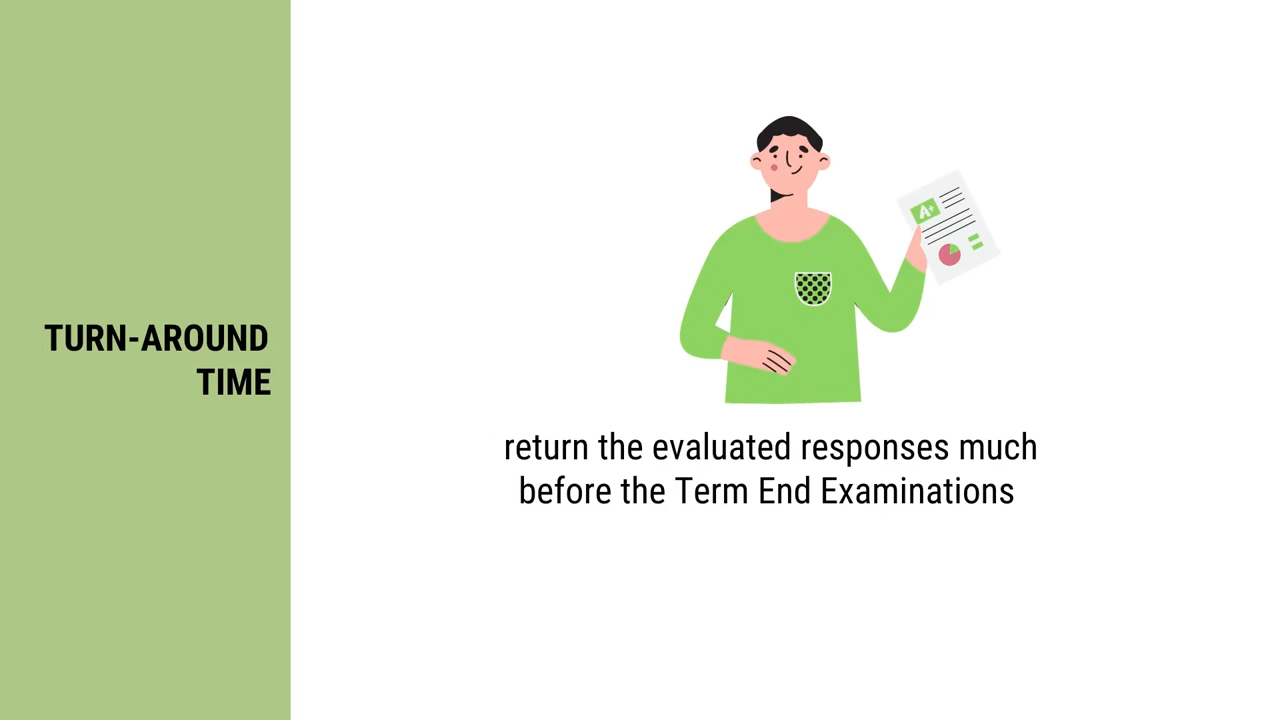 TURN-AROUND
TIME
A+
return the evaluated responses much
before the Term End Examinations